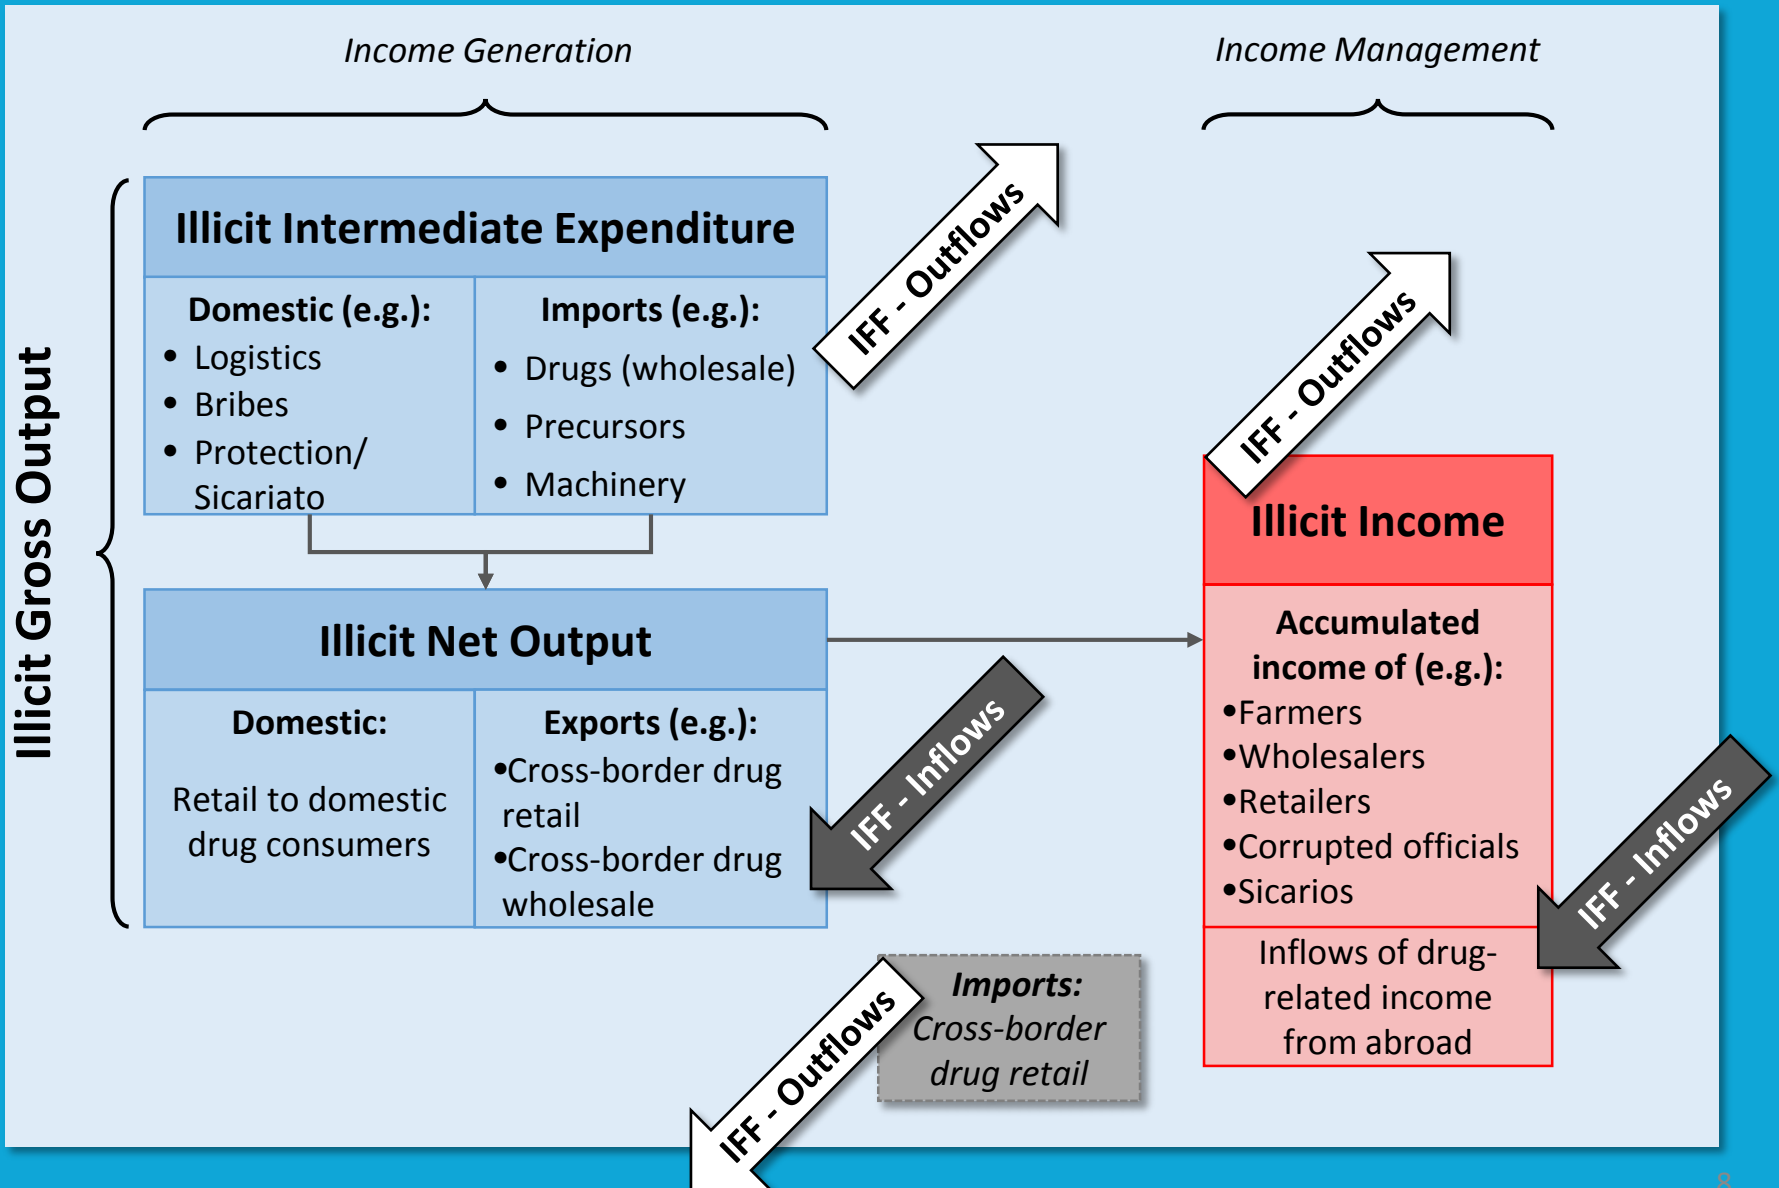 Income Generation
Income Management
Illicit Gross Output
Illicit Intermediate Expenditure
Domestic (e.g.):
• Logistics
• Bribes
• Protection/
Sicariato
Imports (e.g.):
• Drugs (wholesale)
• Precursors
• Machinery
IFF - Outflows
Illicit Net Output
Domestic:
Retail to domestic
drug consumers
Exports (e.g.):
•Cross-border drug
retail
•Cross-border drug
wholesale
IFF - Inflows
IFF - Outflows
Illicit Income
Accumulated
income of (e.g.):
•Farmers
•Wholesalers
•Retailers
•Corrupted officials
•Sicarios
Inflows of drug-
related income
from abroad
IFF - Inflows
IFF - Outflows
Imports:
Cross-border
drug retail
8